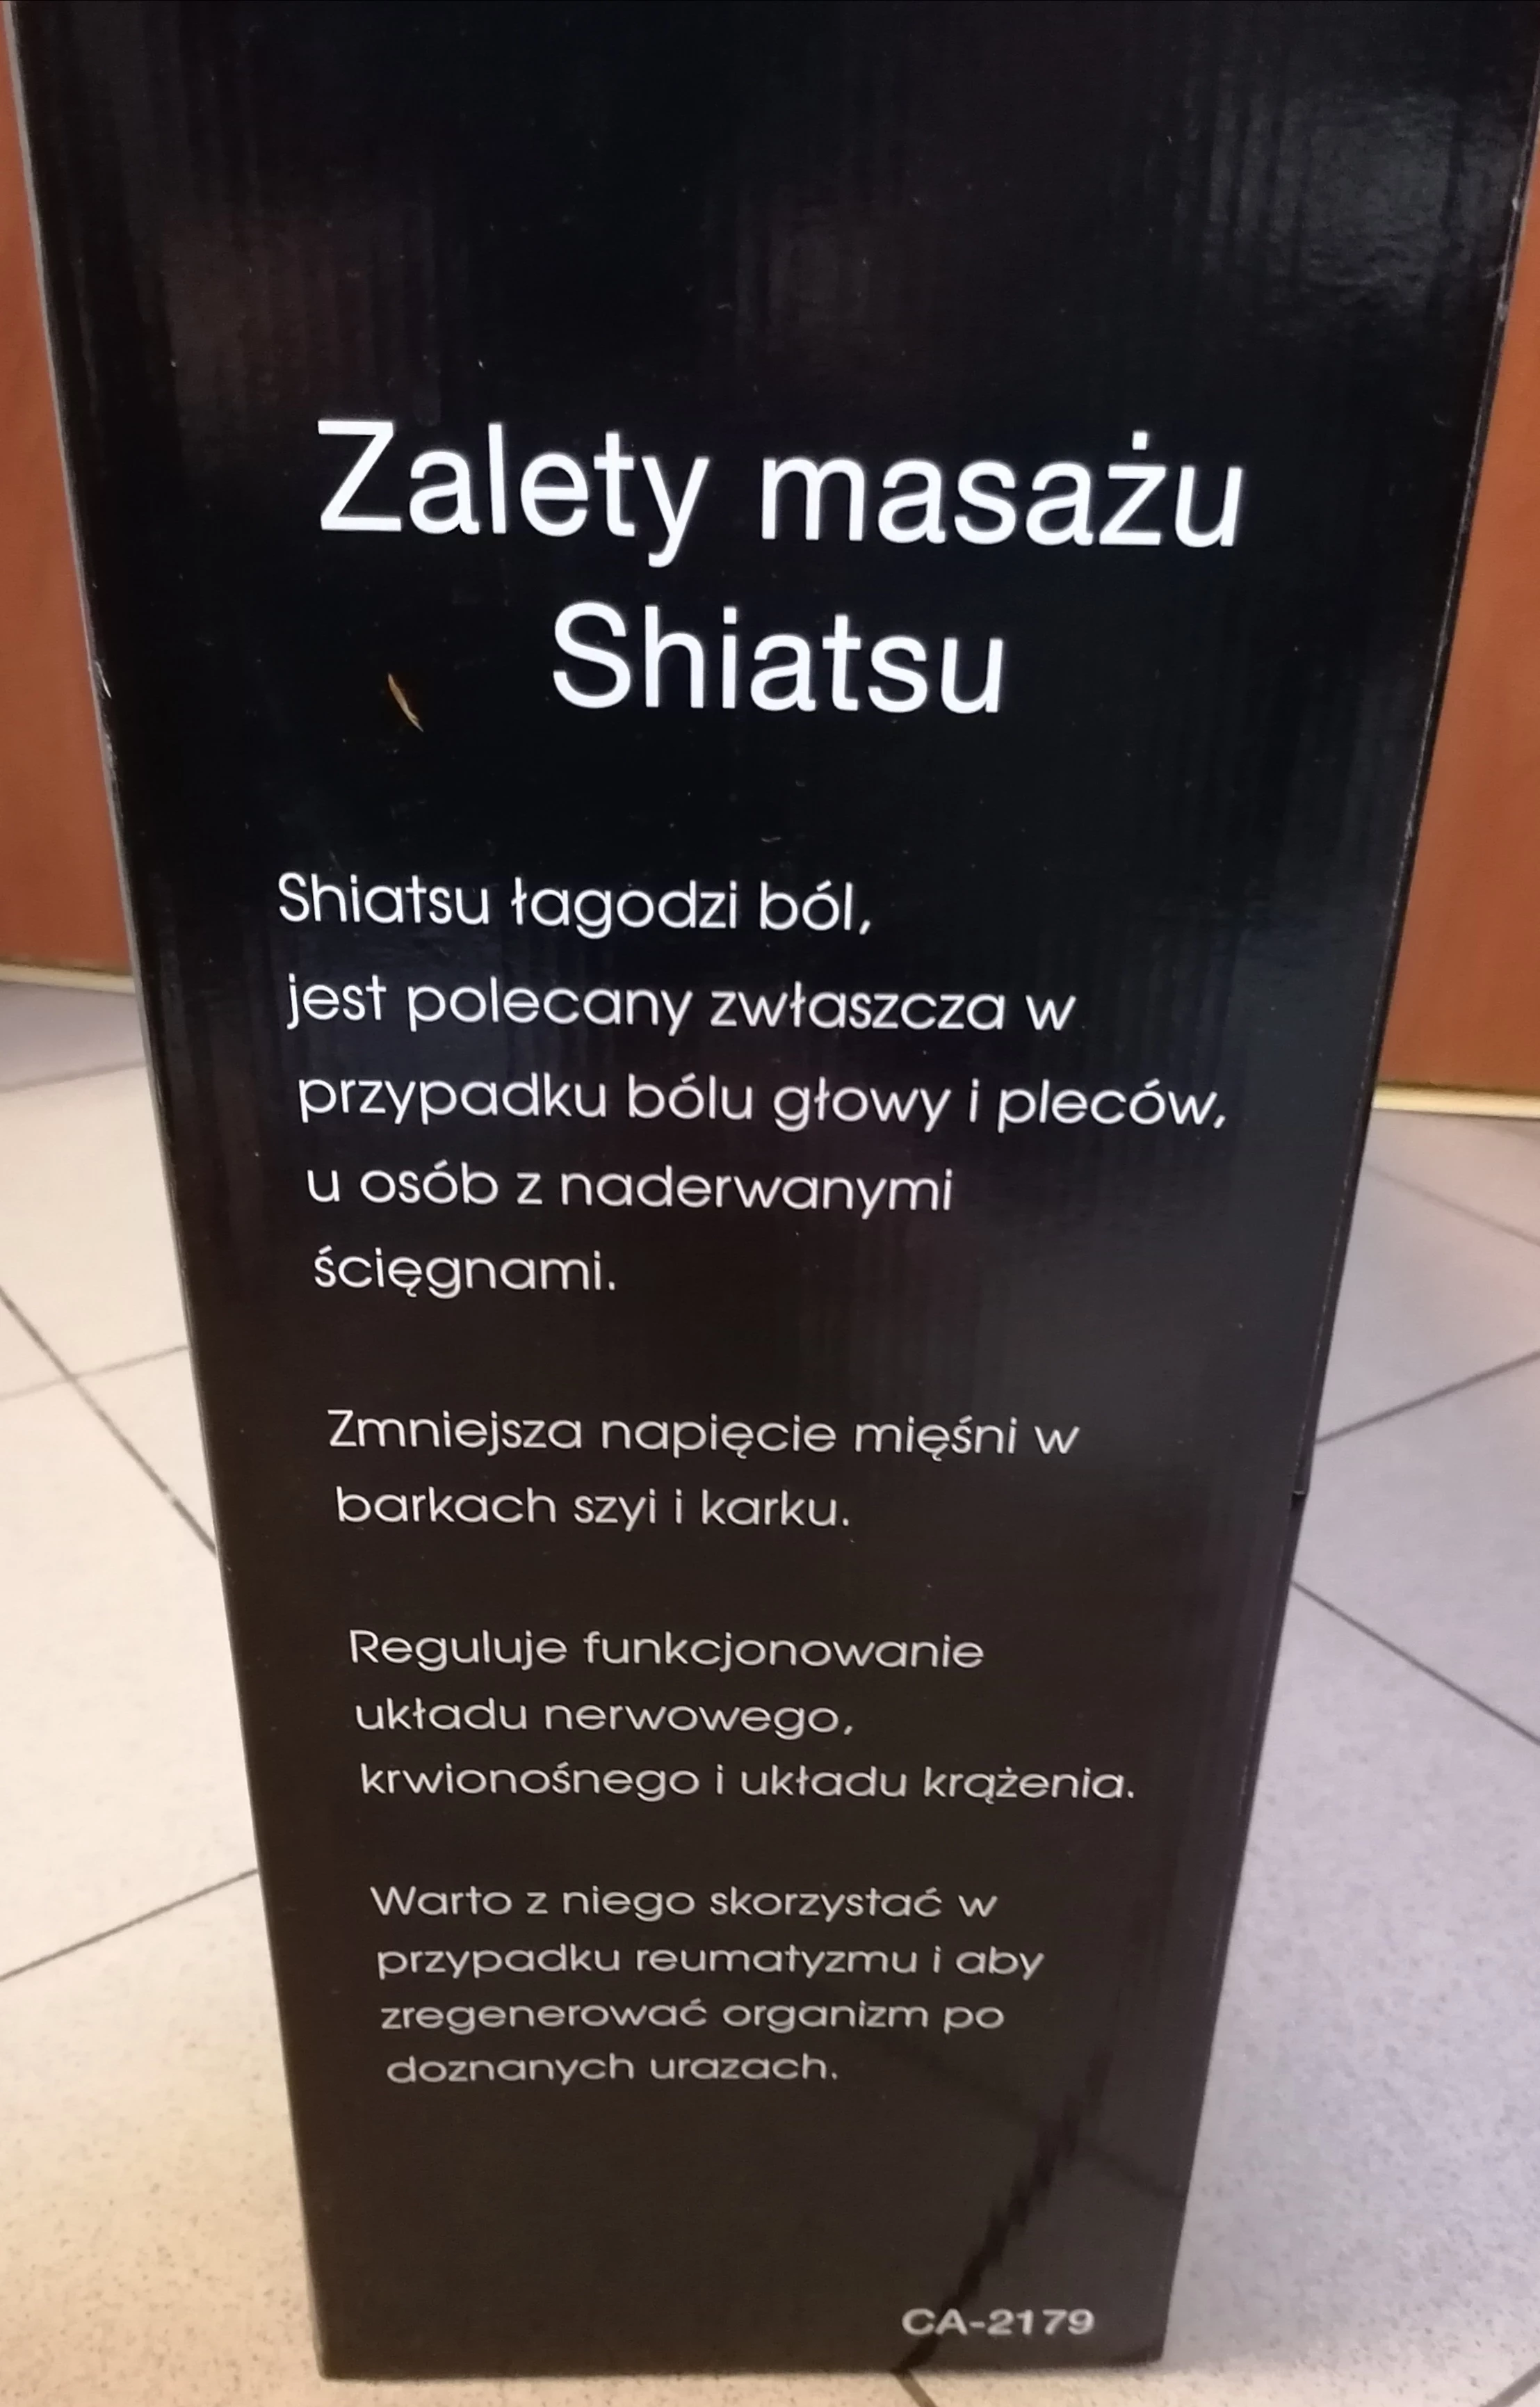 Zalety masażu
Shiatsu
Shiatsu łagodzi ból,
jest polecany zwłaszcza w
przypadku bólu głowy i pleców,
u osób z naderwanymi
ścięgnami.
Zmniejsza napięcie mięśni w
barkach szyi i karku.
Reguluje funkcjonowanie
układu nerwowego,
krwionośnego i układu krążenia.
Warto z niego skorzystać w
przypadku reumatyzmu i aby
zregenerować organizm po
doznanych urazach.
CA-2179